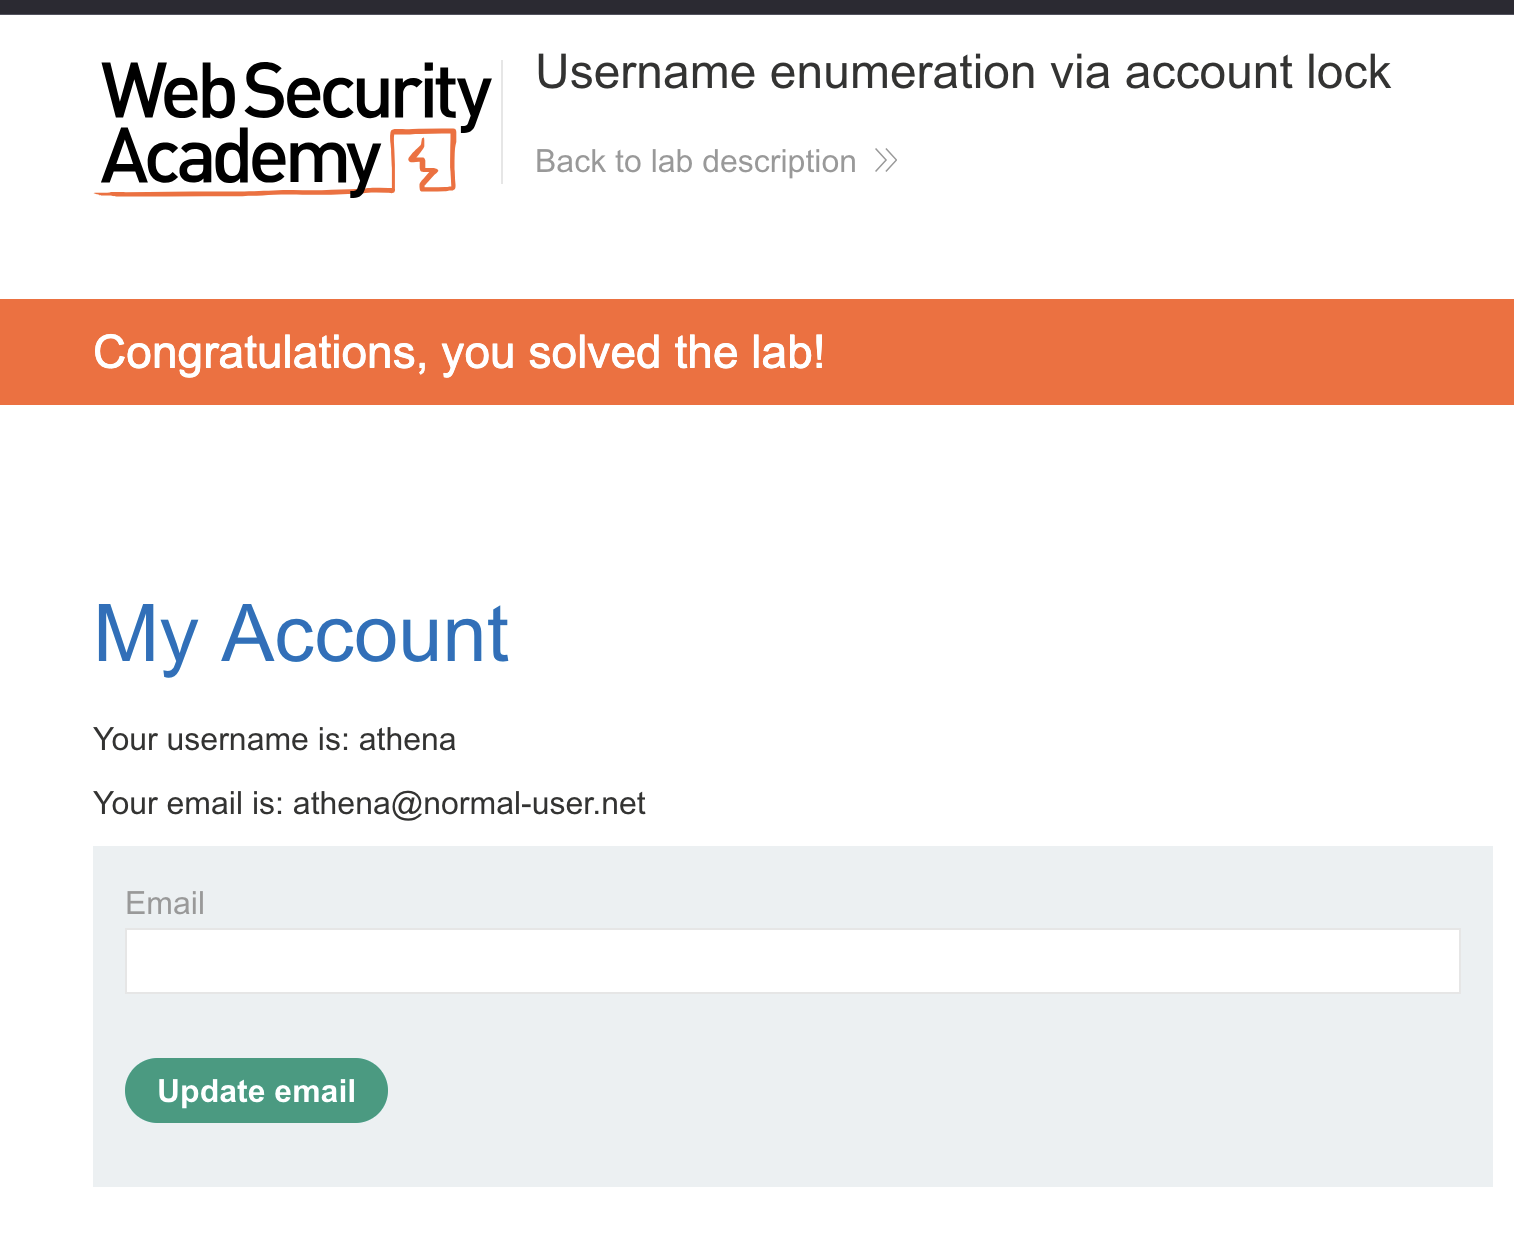 Web Security
Academy
Username enumeration via account lock
Back to lab description
Congratulations, you solved the lab!
My Account
Your username is: athena
Your email is: athena@normal-user.net
Email
Update email